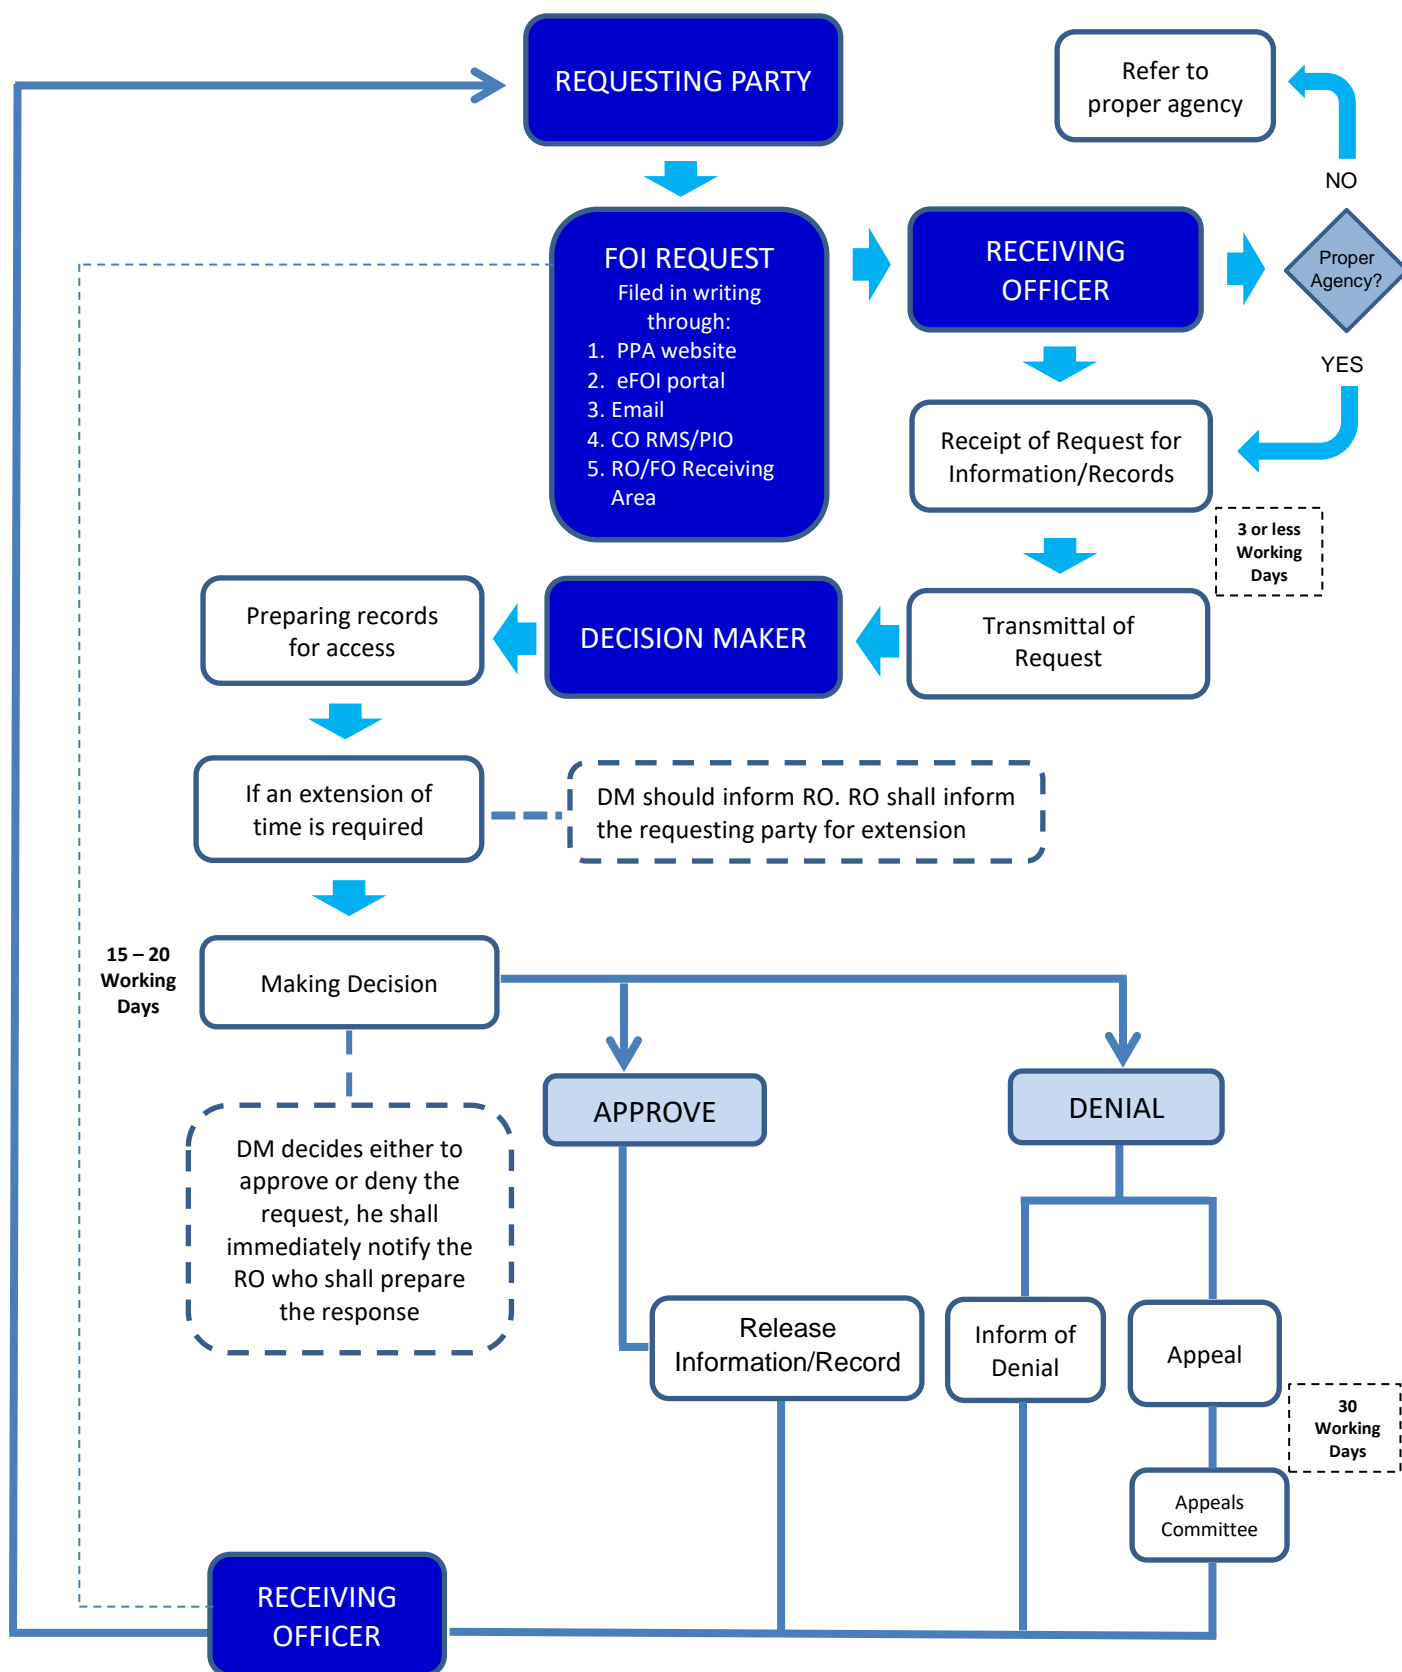 REQUESTING PARTY
Refer to
proper agency
NO
FOI REQUEST
Filed in writing
through:
1. PPA website
2. eFOI portal
3. Email
4. CO RMS/PIO
5. RO/FO Receiving
Area
RECEIVING
OFFICER
Proper
Agency?
YES
Receipt of Request for
Information/Records
3 or less
Working
Days
Transmittal of
Request
DECISION MAKER
Preparing records
for access
If an extension of
time is required
DM should inform RO. RO shall inform
the requesting party for extension
15 – 20
Working
Days
Making Decision
APPROVE
DENIAL
DM decides either to
approve or deny the
request, he shall
immediately notify the
RO who shall prepare
the response
Release
Information/Record
Inform of
Denial
Appeal
30
Working
Days
Appeals
Committee
RECEIVING
OFFICER